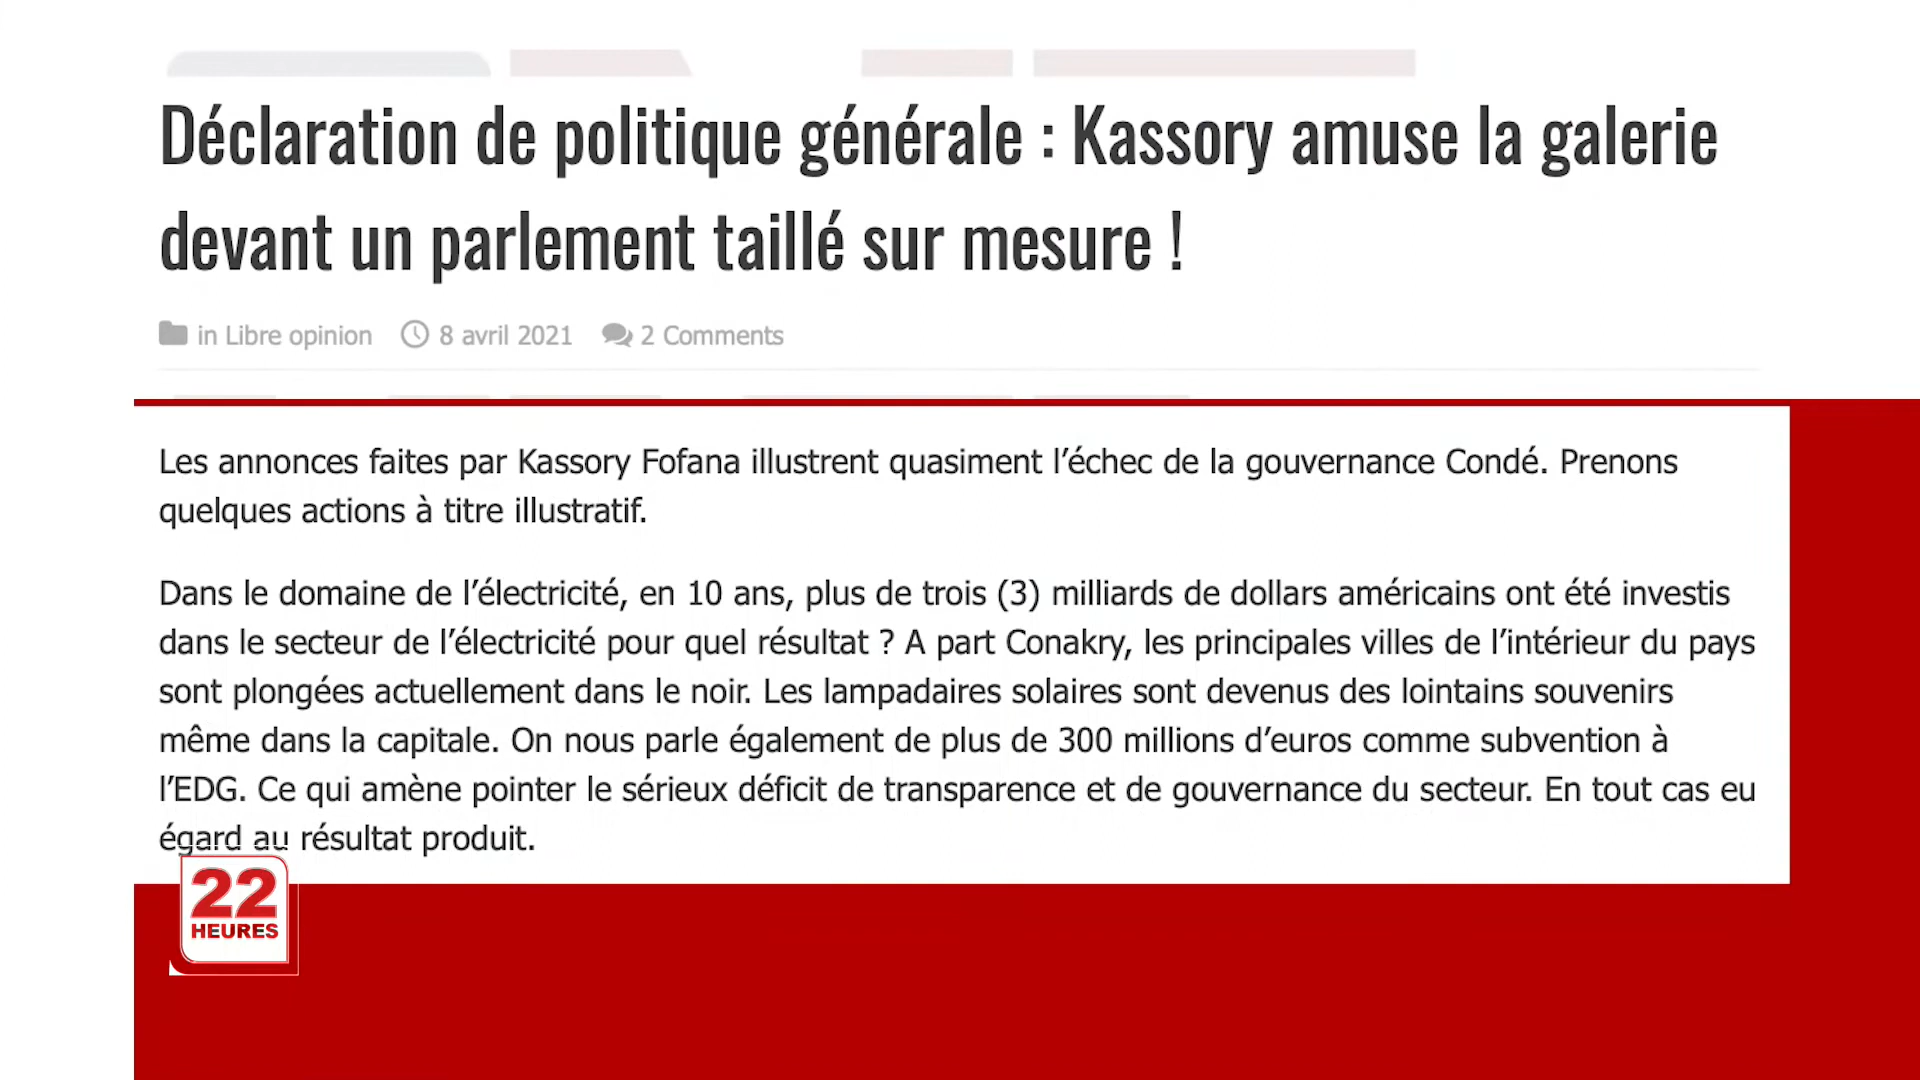 Déclaration de politique générale : Kassory amuse la galerie
devant un parlement taillé sur mesure !
in Libre opinion 8 avril 2021 2 Comments
Les annonces faites par Kassory Fofana illustrent quasiment l’échec de la gouvernance Condé. Prenons
quelques actions à titre illustratif.
Dans le domaine de l’électricité, en 10 ans, plus de trois (3) milliards de dollars américains ont été investis
dans le secteur de l’électricité pour quel résultat ? A part Conakry, les principales villes de l’intérieur du pays
sont plongées actuellement dans le noir. Les lampadaires solaires sont devenus des lointains souvenirs
même dans la capitale. On nous parle également de plus de 300 millions d’euros comme subvention à
l’EDG. Ce qui amène pointer le sérieux déficit de transparence et de gouvernance du secteur. En tout cas eu
égard au résultat produit.
22
HEURES